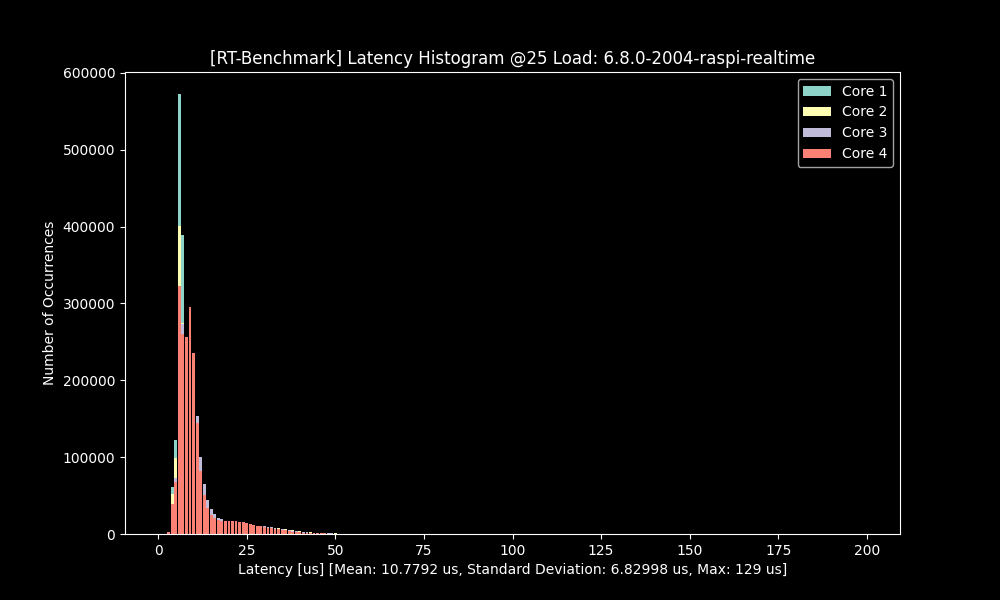 [RT-Benchmark] Latency Histogram @25 Load: 6.8.0-2004-raspi-realtime
600000
500000
400000
300000
200000
100000
0
Number of Occurrences
Core 1
Core 2
Core 3
Core 4
0 25 50 75 100 125 150 175 200
Latency [us] [Mean: 10.7792 us, Standard Deviation: 6.82998 us, Max: 129 us]